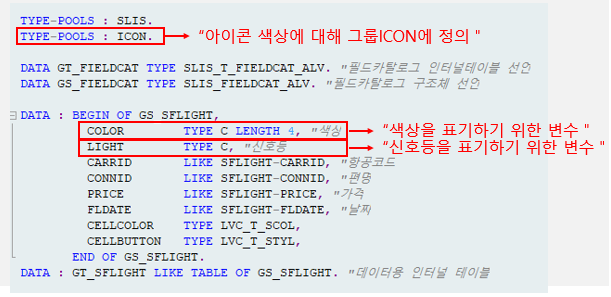 TYPE-POOLS : SLIS.
TYPE-POOLS : ICON. "아이콘 색상에 대해 그룹ICON에 정의 "
DATA GT_FIELDCAT TYPE SLIS_T_FIELDCAT_ALV. "필드카탈로그 인터널테이블 선언
DATA GS_FIELDCAT TYPE SLIS_FIELDCAT_ALV. "필드카탈로그 구조체 선언
DATA : BEGIN OF GS_SFLIGHT,
COLOR TYPE C LENGTH 4, "색상 "색상을 표기하기 위한 변수 "
LIGHT TYPE C, "신호등 "신호등을 표기하기 위한 변수 "
CARRID LIKE SFLIGHT-CARRID, "항공코드
CONNID LIKE SFLIGHT-CONNID, "편명
PRICE LIKE SFLIGHT-PRICE, "가격
FLDATE LIKE SFLIGHT-FLDATE, "날짜
CELLCOLOR TYPE LVC_T_SCOL,
CELLBUTTON TYPE LVC_T_STYL,
END OF GS_SFLIGHT.
DATA : GT_SFLIGHT LIKE TABLE OF GS_SFLIGHT. "데이터용 인터널 테이블